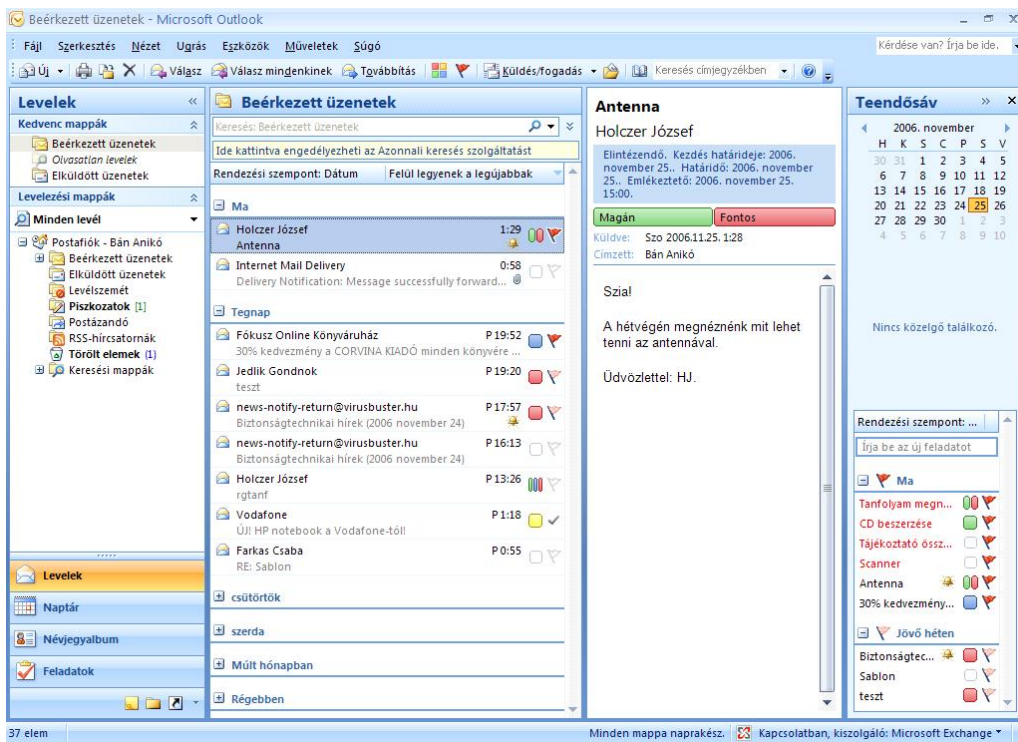 Beérkezett üzenetek - Microsoft Outlook
Fájl Szerkesztés Nézet Ugrás Eszközök Műveletek Súgó
Kérdése van? Írja be ide.
Új Válasz Válasz mindenkinek Továbbítás Küldés/fogadás Keresés címjegyzékben
Levelek
Kedvenc mappák
Beérkezett üzenetek
Olvasatlan levelek
Elküldött üzenetek
Levelezési mappák
Minden levél
Postafiók - Bán Anikó
Beérkezett üzenetek
Elküldött üzenetek
Levélszemét
Piszkozatok [1]
Postázandó
RSS-hírcsatornák
Törölt elemek (1)
Keresési mappák
Levelek
Naptár
Névjegyalbum
Feladatok
Beérkezett üzenetek
Keresés: Beérkezett üzenetek
Ide kattintva engedélyezheti az Azonnali keresés szolgáltatást
Rendezési szempont: Dátum Felül legyenek a legújabbak
Ma
Holczer József 1:29
Antenna
Internet Mail Delivery 0:58
Delivery Notification: Message successfully forward...
Tegnap
Fókusz Online Könyváruház P 19:52
30% kedvezmény a CORVINA KIADÓ minden könyvére ...
Jedlik Gondnok P 19:20
teszt
news-notify-return@virusbuster.hu P 17:57
Biztonságtechnikai hírek (2006 november 24)
news-notify-return@virusbuster.hu P 16:13
Biztonságtechnikai hírek (2006 november 24)
Holczer József P 13:26
rgtanf
Vodafone P 1:18
ÚJ! HP notebook a Vodafone-tól!
Farkas Csaba P 0:55
RE: Sablon
csütörtök
szerda
Múlt hónapban
Régebben
Antenna
Holczer József
Elintézendő. Kezdés határideje: 2006.
november 25.. Határidő: 2006. november
25.. Emlékeztető: 2006. november 25.
15:00.
Magán Fontos
Küldve: Szo 2006.11.25. 1:28
Címzett: Bán Anikó
Szia!
A hétvégén megnéznénk mit lehet
tenni az antennával.
Üdvözlettel: HJ.
Teendősáv
2006. november
H K S C P S V
30 31 1 2 3 4 5
6 7 8 9 10 11 12
13 14 15 16 17 18 19
20 21 22 23 24 25 26
27 28 29 30 1 2 3
4 5 6 7 8 9 10
Nincs közelgő találkozó.
Rendezési szempont: ...
Írja be az új feladatot
Ma
Tanfolyam megn...
CD beszerzése
Tájékoztató össz...
Scanner
Antenna
30% kedvezmény...
Jövő héten
Biztonságtec...
Sablon
teszt
37 elem
Minden mappa naprakész. Kapcsolatban, kiszolgáló: Microsoft Exchange